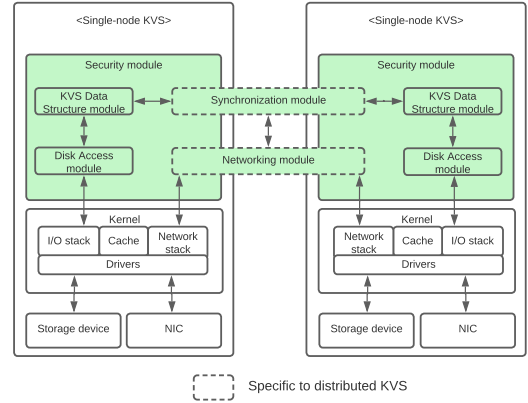 <Single-node KVS>
<Single-node KVS>
Security module
Security module
KVS Data
Structure module
Synchronization module
KVS Data
Structure module
Disk Access
module
Networking module
Disk Access
module
Kernel
I/O stack
Cache
Network
stack
Drivers
Kernel
Network
stack
Cache
I/O stack
Drivers
Storage device
NIC
Storage device
NIC
Specific to distributed KVS